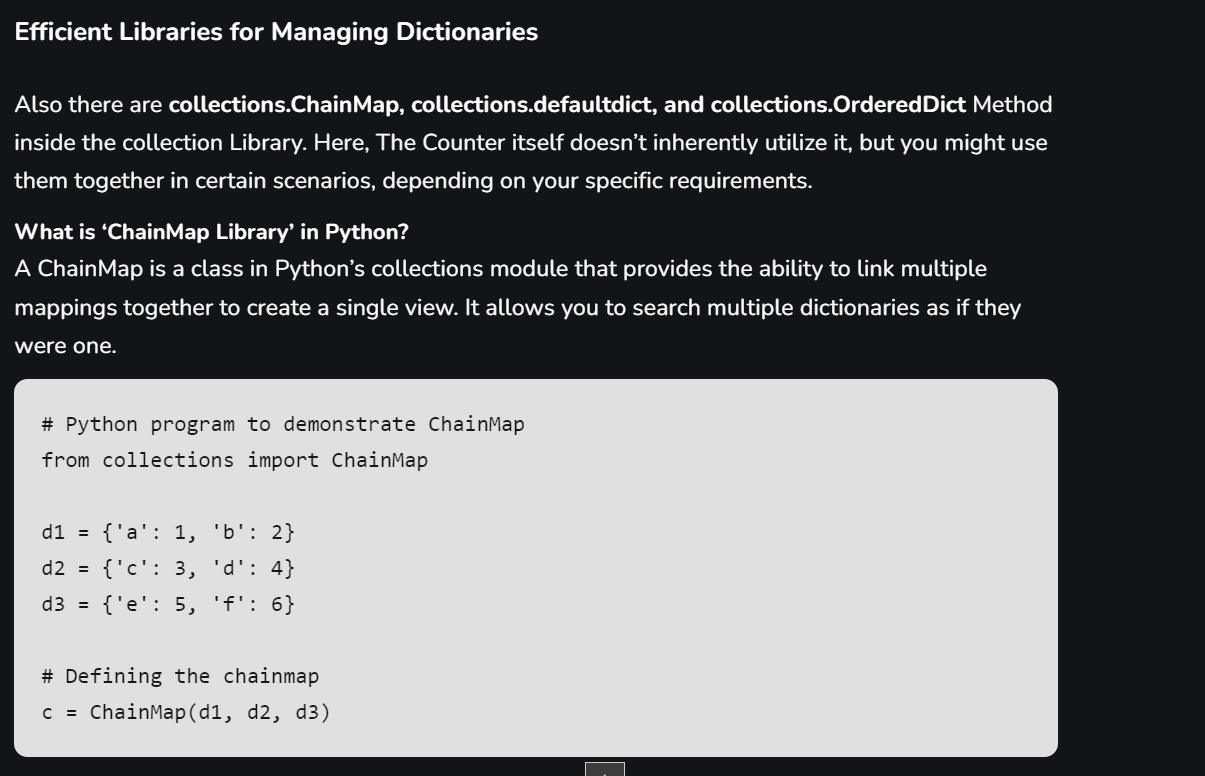 Efficient Libraries for Managing Dictionaries
Also there are collections.ChainMap, collections.defaultdict, and collections.OrderedDict Method
inside the collection Library. Here, The Counter itself doesn’t inherently utilize it, but you might use
them together in certain scenarios, depending on your specific requirements.
What is ‘ChainMap Library’ in Python?
A ChainMap is a class in Python’s collections module that provides the ability to link multiple
mappings together to create a single view. It allows you to search multiple dictionaries as if they
were one.
# Python program to demonstrate ChainMap
from collections import ChainMap
d1 = {'a': 1, 'b': 2}
d2 = {'c': 3, 'd': 4}
d3 = {'e': 5, 'f': 6}
# Defining the chainmap
c = ChainMap(d1, d2, d3)